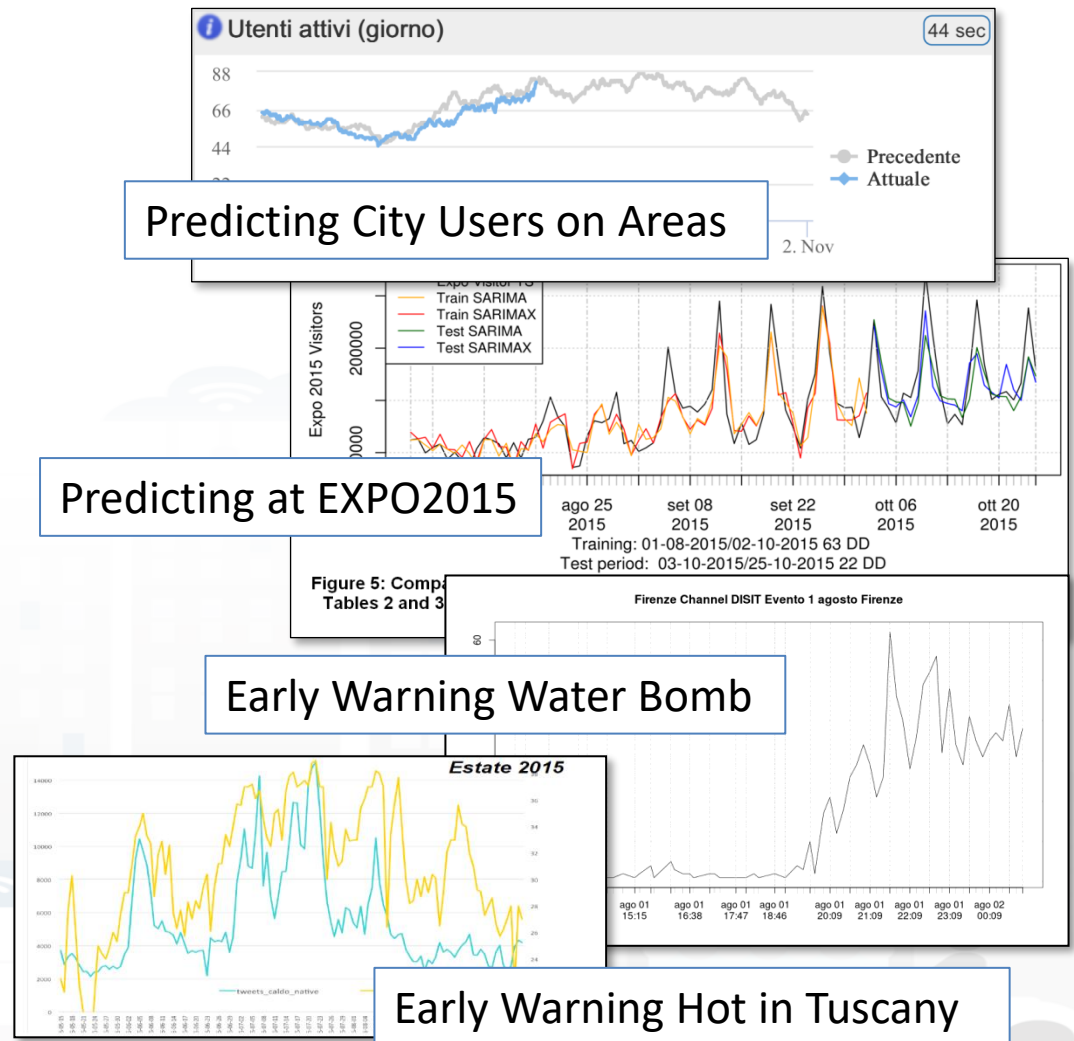 Utenti attivi (giorno)
44 sec
88
66
44
Precedente
Attuale
2. Nov
Predicting City Users on Areas
Train SARIMA
Train SARIMAX
Test SARIMA
Test SARIMAX
Expo 2015 Visitors
200000
ago 25 set 08 set 22 ott 06 ott 20
2015 2015 2015 2015 2015
Training: 01-08-2015/02-10-2015 63 DD
Test period: 03-10-2015/25-10-2015 22 DD
Predicting at EXPO2015
Figure 5:
Tables 2 and 3
Firenze Channel DISIT Evento 1 agosto Firenze
60
Early Warning Water Bomb
ago 01 ago 01 ago 01 ago 01 ago 01 ago 01 ago 01 ago 01 ago 02
15:15 16:38 17:47 18:46 20:09 21:09 22:09 23:09 00:09
Estate 2015
14000
12000
10000
8000
6000
4000
2000
0
36
34
32
30
28
26
24
tweets_caldo_native
Early Warning Hot in Tuscany